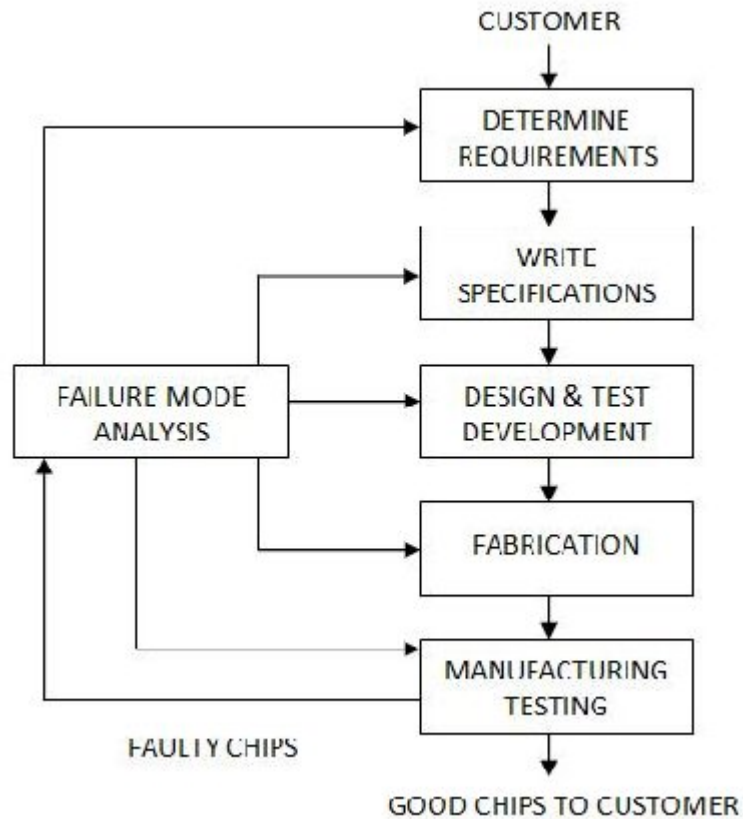 CUSTOMER
DETERMINE
REQUIREMENTS
WRITE
SPECIFICATIONS
FAILURE MODE
ANALYSIS
DESIGN & TEST
DEVELOPMENT
FABRICATION
MANUFACTURING
TESTING
FAULTY CHIPS
GOOD CHIPS TO CUSTOMER